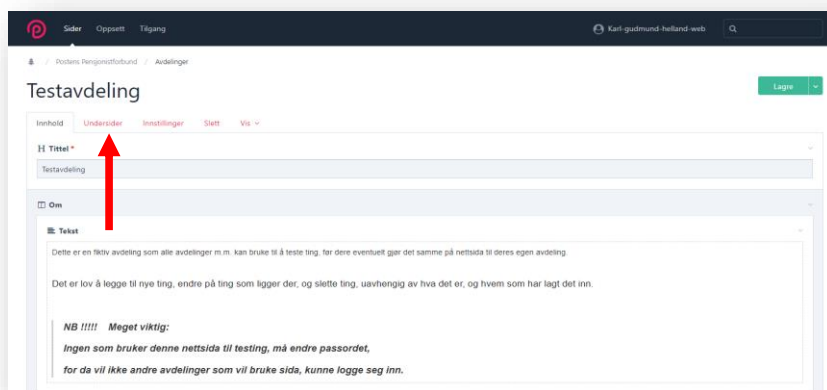 Sider Oppsett Tilgang Karl-gudmund-helland-web
/ Postens Pensjonistforbund / Avdelinger
Testavdeling
Lagre
Innhold Undersider Innstillinger Slett Vis
Tittel *
Testavdeling
Om
Tekst
Dette er en fiktiv avdeling som alle avdelinger m.m. kan bruke til å teste ting, før dere eventuelt gjør det samme på nettsida til deres egen avdeling.
Det er lov å legge til nye ting, endre på ting som ligger der, og slette ting, uavhengig av hva det er, og hvem som har lagt det inn.
NB !!!!! Meget viktig:
Ingen som bruker denne nettsida til testing, må endre passordet,
for da vil ikke andre avdelinger som vil bruke sida, kunne logge seg inn.